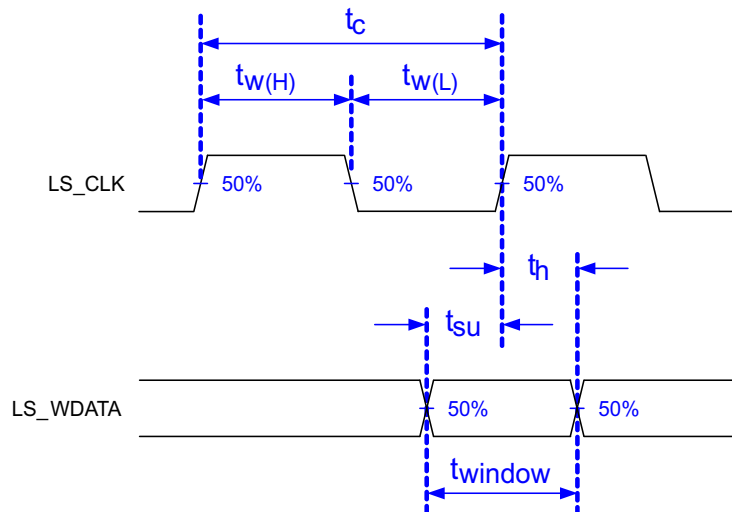 tc
tw(H)
tw(L)
LS_CLK
50%
50%
50%
th
tsu
LS_WDATA
50%
50%
twindow